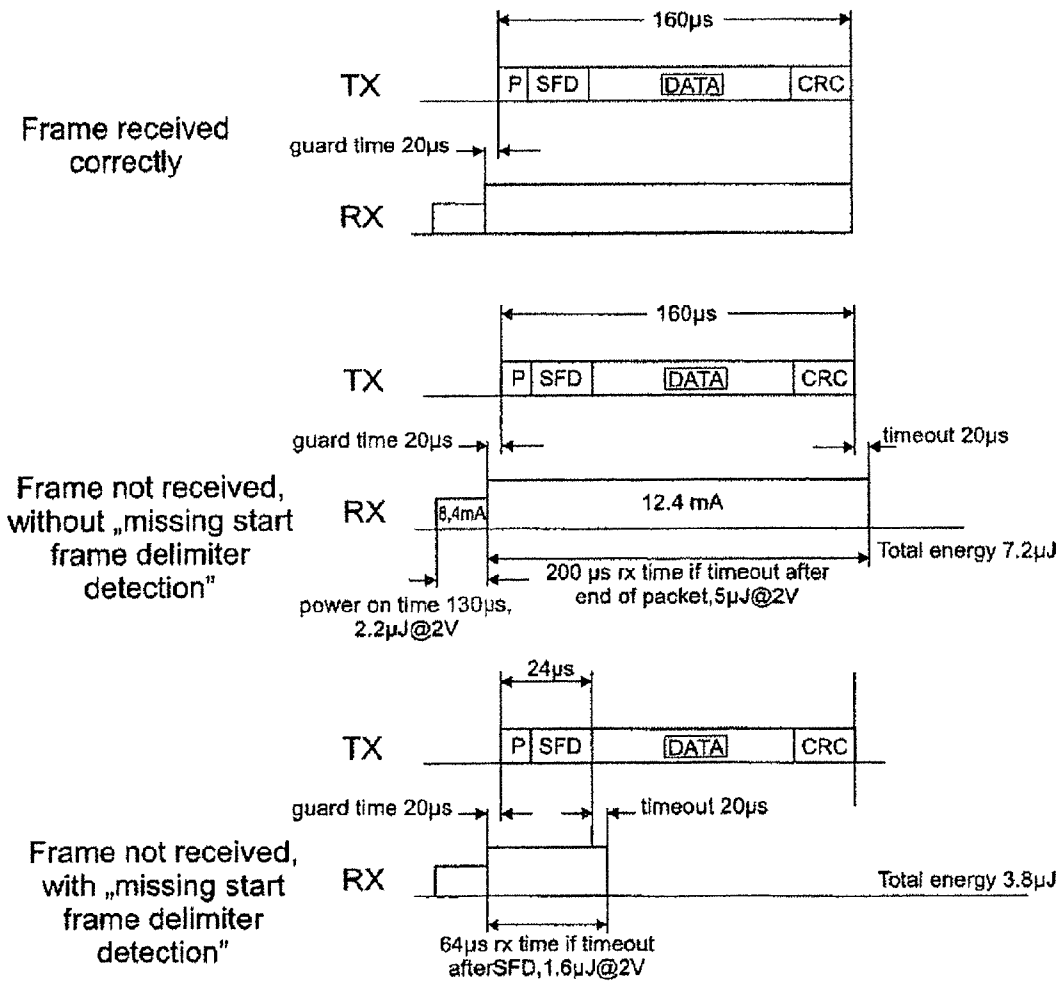 160µs
TX P SFD DATA CRC
Frame received
correctly
guard time 20µs
RX
160µs
TX P SFD DATA CRC
guard time 20µs timeout 20µs
Frame not received,
without „missing start
frame delimiter
detection”
RX 8,4mA 12.4 mA
Total energy 7.2µJ
200 µs rx time if timeout after
end of packet,5µJ@2V
power on time 130µs,
2.2µJ@2V
24µs
TX P SFD DATA CRC
guard time 20µs timeout 20µs
Frame not received,
with „missing start
frame delimiter
detection”
RX
Total energy 3.8µJ
64µs rx time if timeout
afterSFD,1.6µJ@2V